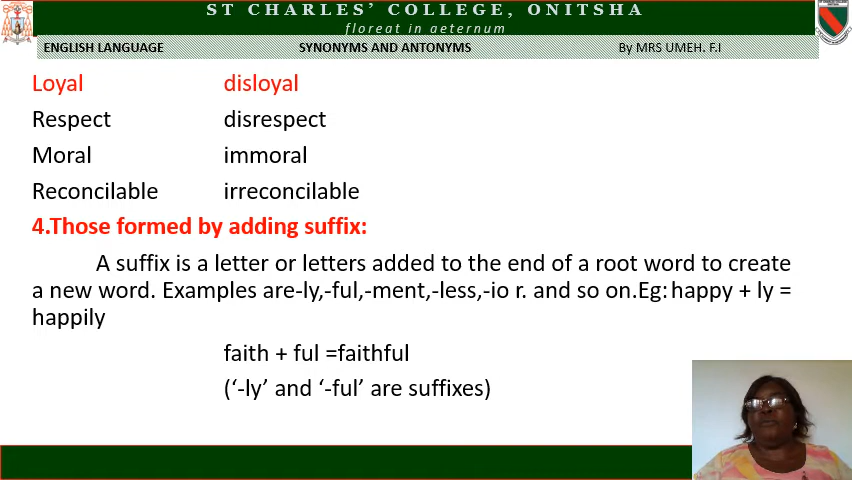 ST CHARLES' COLLEGE, ONITSHA
floreat in aeternum
ENGLISH LANGUAGE SYNONYMS AND ANTONYMS By MRS UMEH. F.I
Loyal disloyal
Respect disrespect
Moral immoral
Reconcilable irreconcilable
4.Those formed by adding suffix:
A suffix is a letter or letters added to the end of a root word to create
a new word. Examples are-ly,-ful,-ment,-less,-io r. and so on.Eg: happy + ly =
happily
faith + ful =faithful
(‘-ly’ and ‘-ful’ are suffixes)